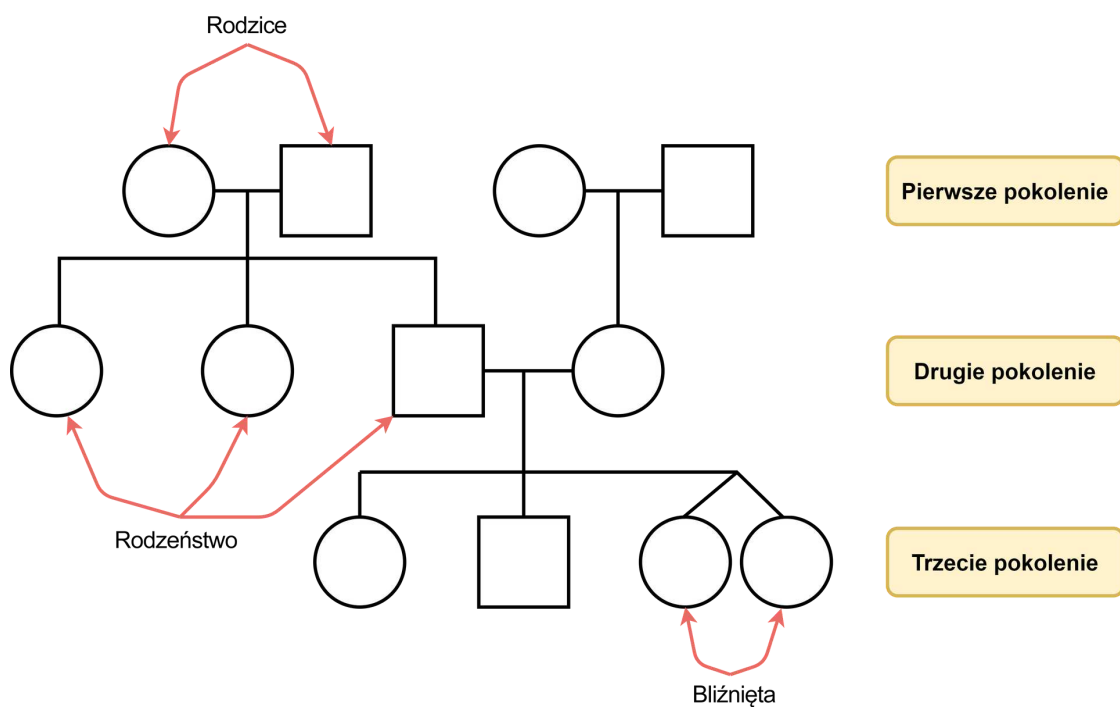 Rodzice
Pierwsze pokolenie
Drugie pokolenie
Rodzeństwo
Trzecie pokolenie
Bliźnięta